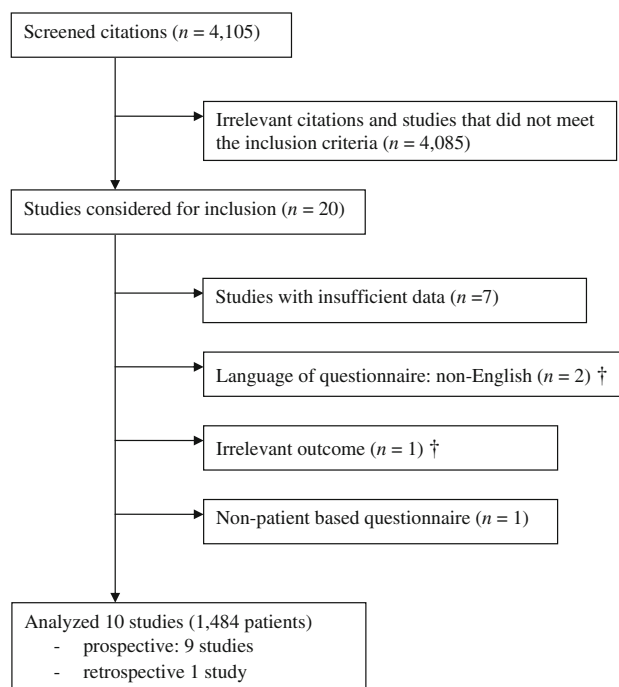 Screened citations (n = 4,105)
Irrelevant citations and studies that did not meet
the inclusion criteria (n = 4,085)
Studies considered for inclusion (n = 20)
Studies with insufficient data (n =7)
Language of questionnaire: non-English (n = 2) †
Irrelevant outcome (n = 1) †
Non-patient based questionnaire (n = 1)
Analyzed 10 studies (1,484 patients)
- prospective: 9 studies
- retrospective 1 study